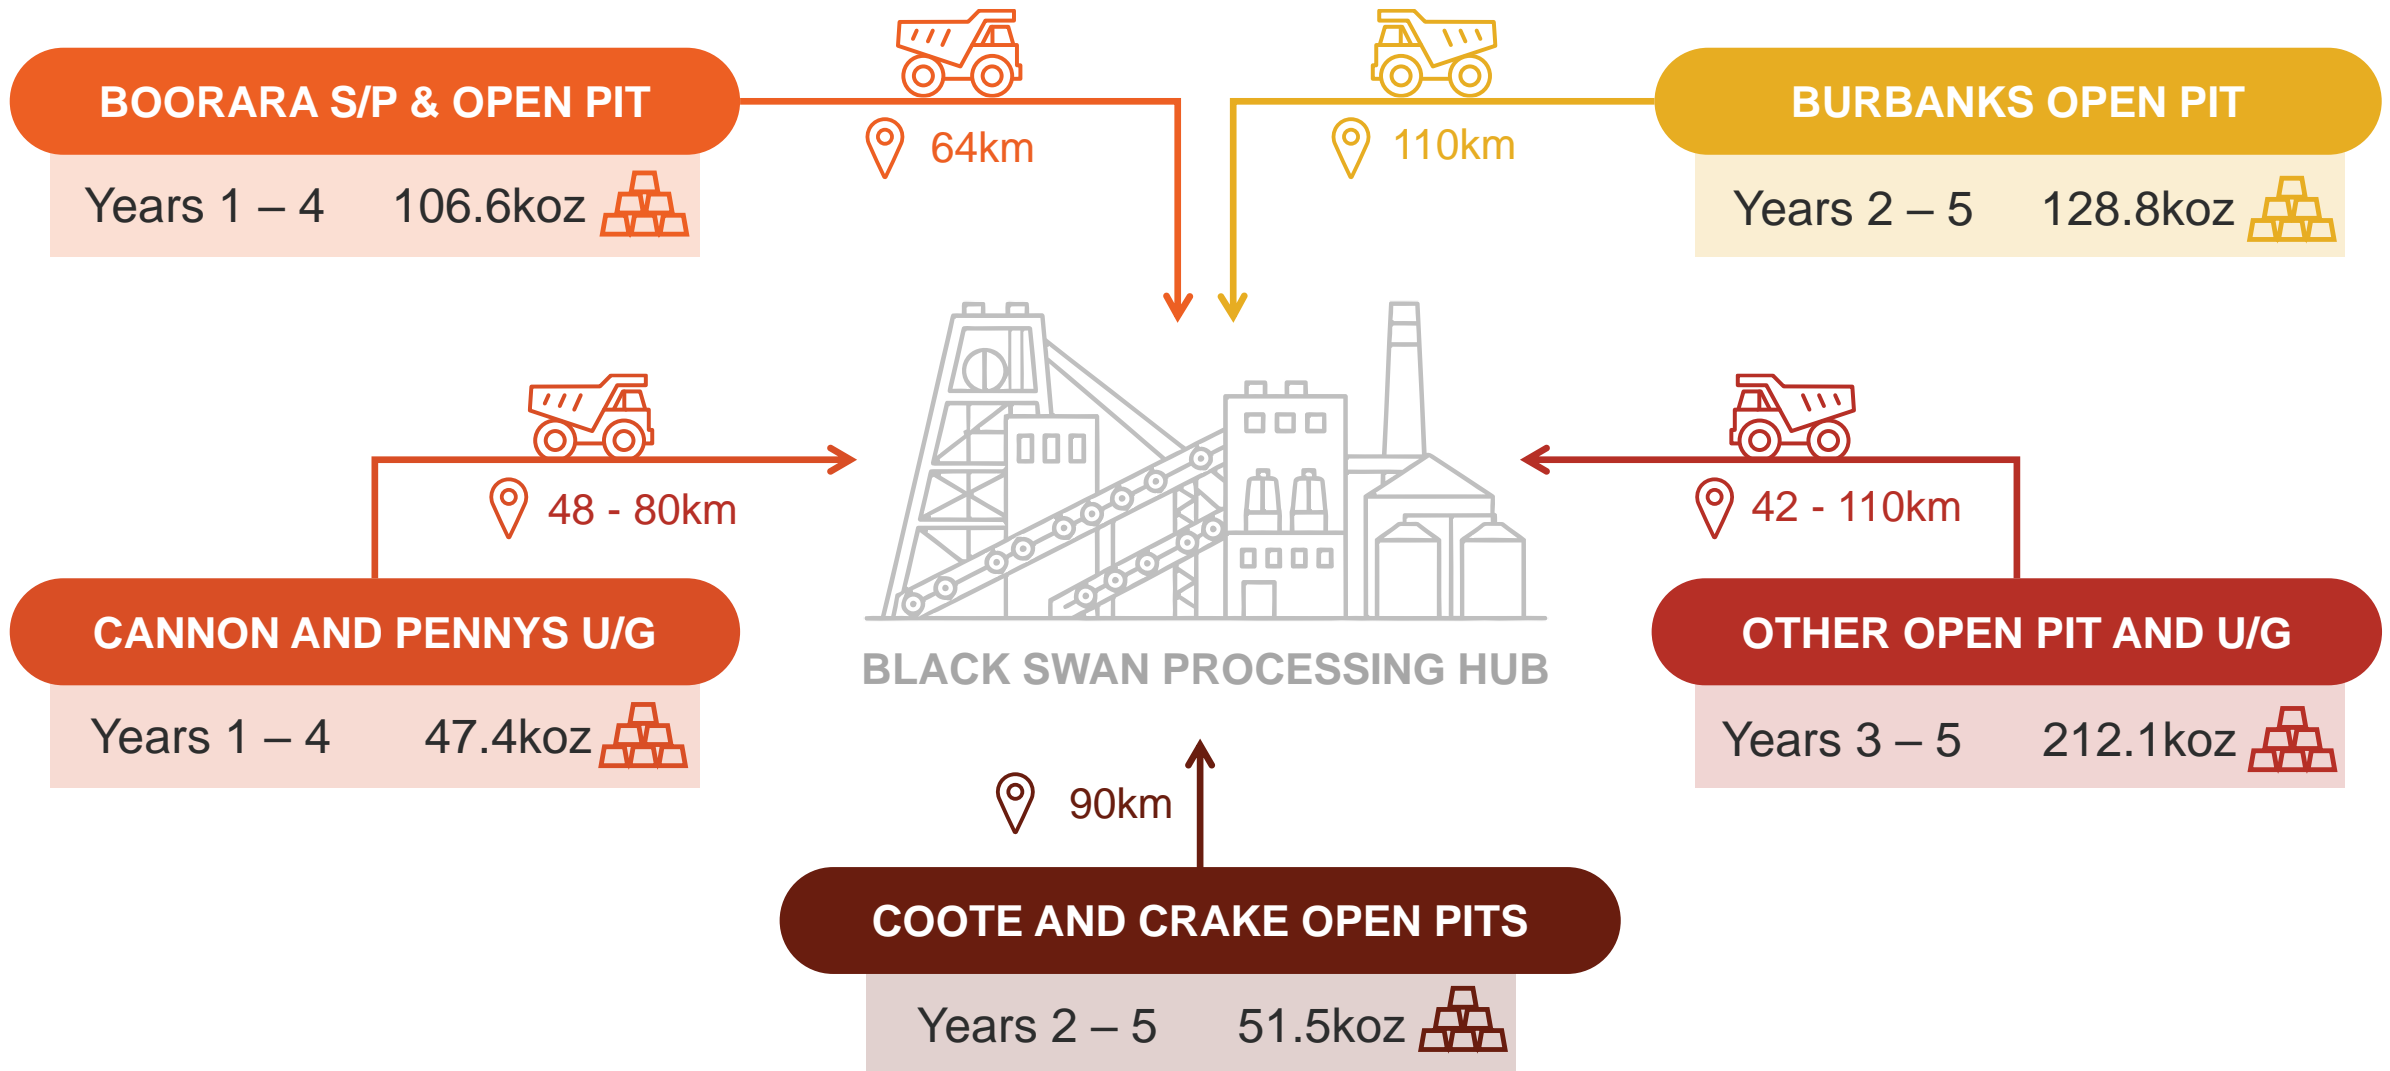 BOORARA S/P & OPEN PIT
Years 1 – 4 106.6koz
64km
110km
BURBANKS OPEN PIT
Years 2 – 5 128.8koz
48 - 80km
CANNON AND PENNYS U/G
Years 1 – 4 47.4koz
BLACK SWAN PROCESSING HUB
42 - 110km
OTHER OPEN PIT AND U/G
Years 3 – 5 212.1koz
90km
COOTE AND CRAKE OPEN PITS
Years 2 – 5 51.5koz